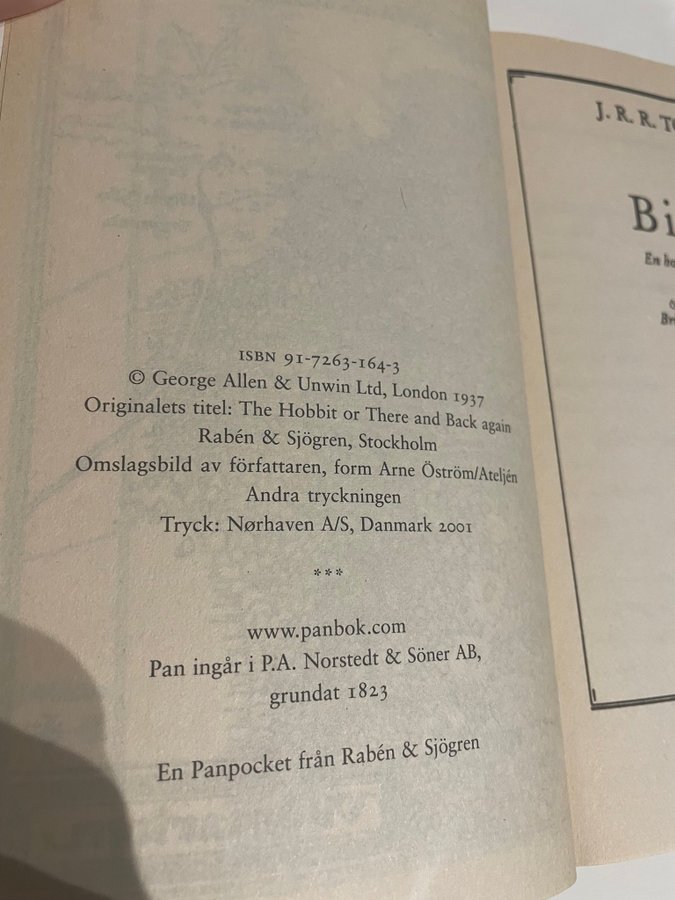 ISBN 91-7263-164-3
© George Allen & Unwin Ltd, London 1937
Originalets titel: The Hobbit or There and Back again
Rabén & Sjögren, Stockholm
Omslagsbild av författaren, form Arne Öström/Ateljén
Andra tryckningen
Tryck: Nørhaven A/S, Danmark 2001
***
www.panbok.com
Pan ingår i P.A. Norstedt & Söner AB,
grundat 1823
En Panpocket från Rabén & Sjögren
J. R. R. T
Bi
En